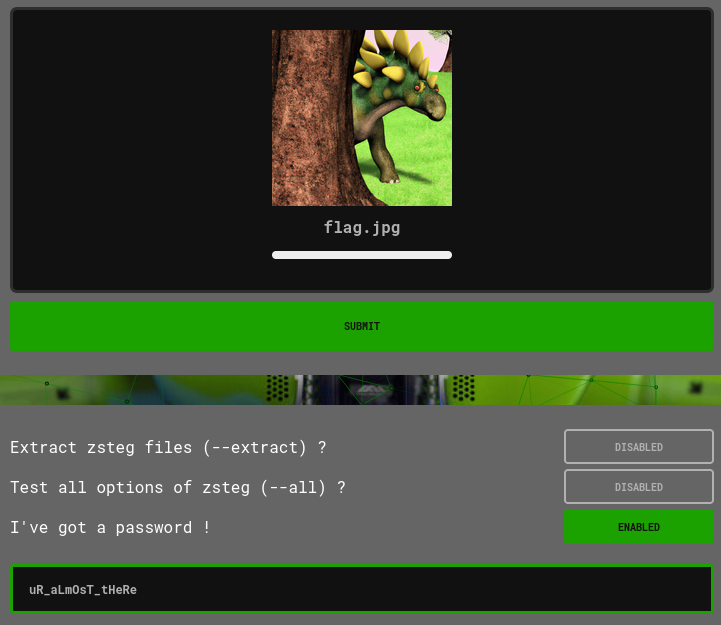 flag.jpg
SUBMIT
Extract zsteg files (--extract) ?
DISABLED
Test all options of zsteg (--all) ?
DISABLED
I've got a password !
ENABLED
uR_aLmOsT_tHeRe